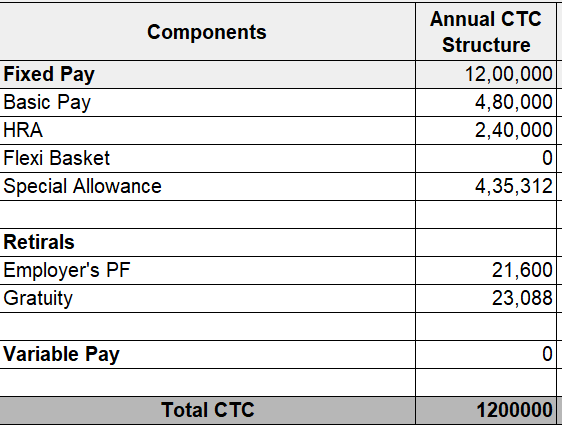 Components Annual CTC Structure
Fixed Pay 12,00,000
Basic Pay 4,80,000
HRA 2,40,000
Flexi Basket 0
Special Allowance 4,35,312
Retirals
Employer's PF 21,600
Gratuity 23,088
Variable Pay 0
Total CTC 1200000